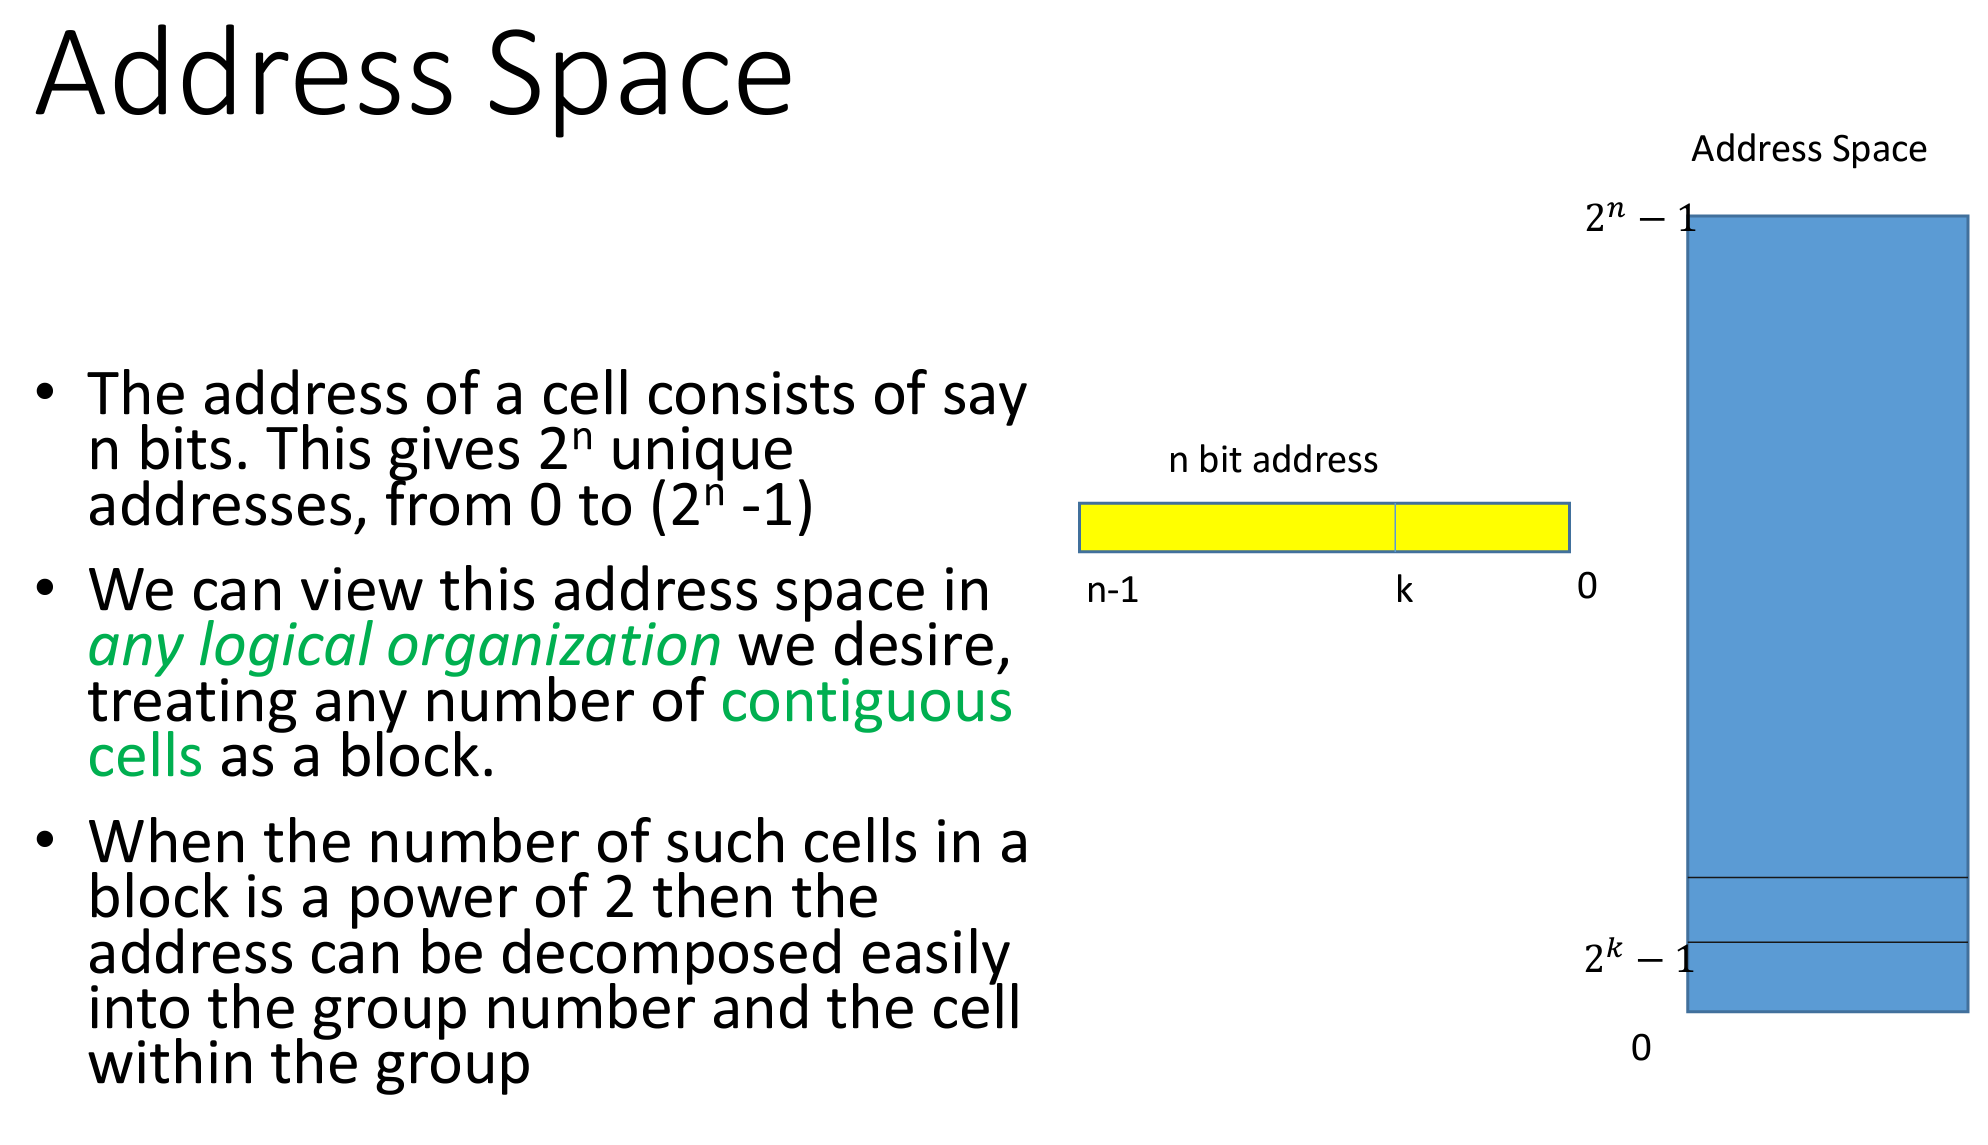 Address Space
• The address of a cell consists of say
n bits. This gives 2ⁿ unique
addresses, from 0 to (2ⁿ -1)
• We can view this address space in
any logical organization we desire,
treating any number of contiguous
cells as a block.
• When the number of such cells in a
block is a power of 2 then the
address can be decomposed easily
into the group number and the cell
within the group
n bit address
n-1 k 0
Address Space
2ⁿ − 1
2ᵏ − 1
0